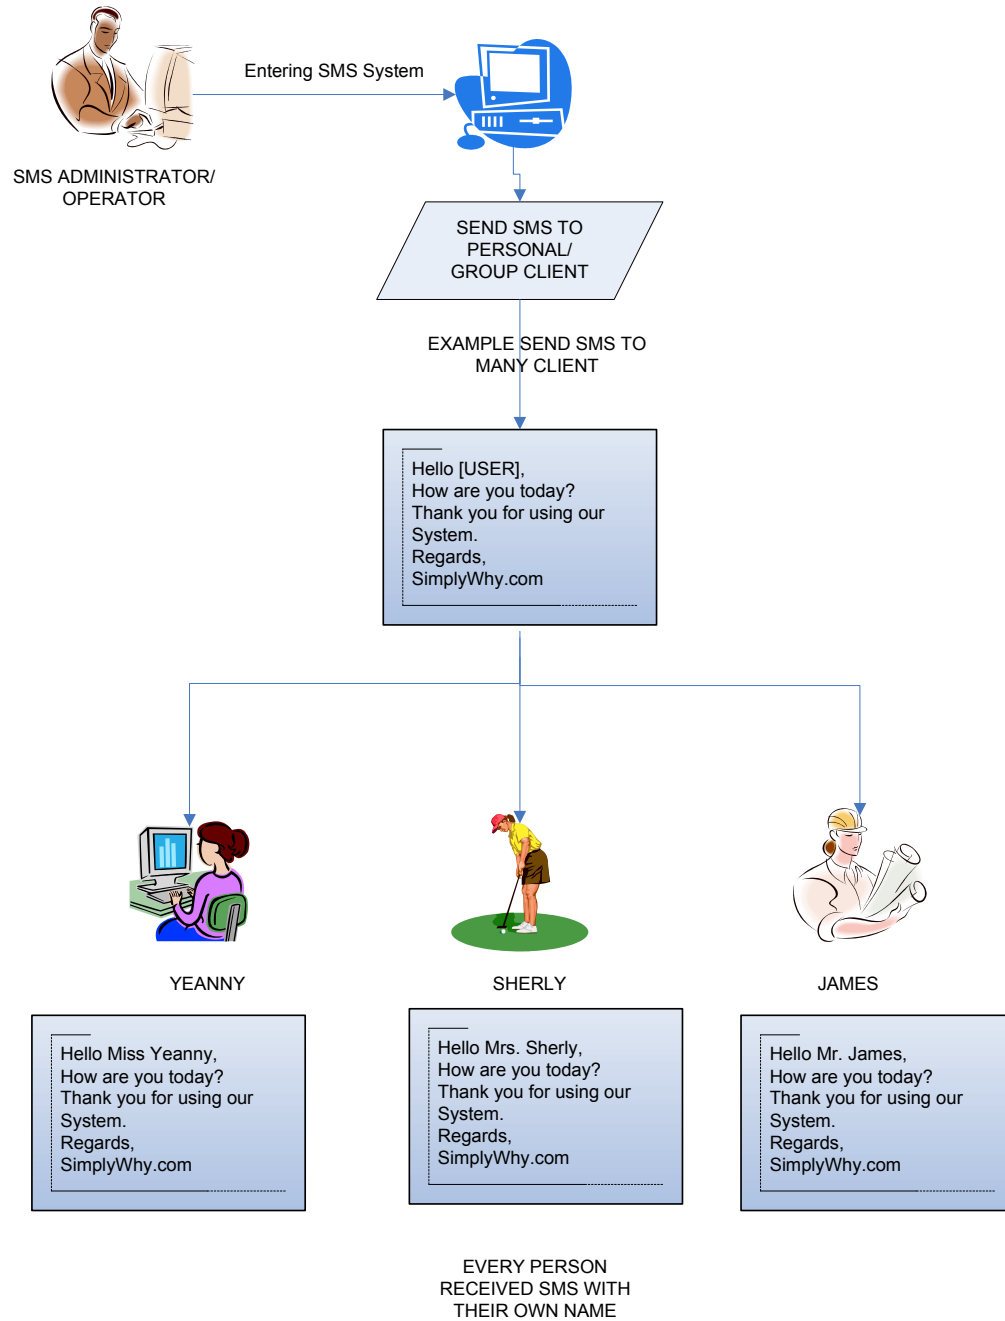 Entering SMS System
SMS ADMINISTRATOR/
OPERATOR
SEND SMS TO
PERSONAL/
GROUP CLIENT
EXAMPLE SEND SMS TO
MANY CLIENT
Hello [USER],
How are you today?
Thank you for using our
System.
Regards,
SimplyWhy.com
YEANNY
SHERLY
JAMES
Hello Miss Yeanny,
How are you today?
Thank you for using our
System.
Regards,
SimplyWhy.com
Hello Mrs. Sherly,
How are you today?
Thank you for using our
System.
Regards,
SimplyWhy.com
Hello Mr. James,
How are you today?
Thank you for using our
System.
Regards,
SimplyWhy.com
EVERY PERSON
RECEIVED SMS WITH
THEIR OWN NAME